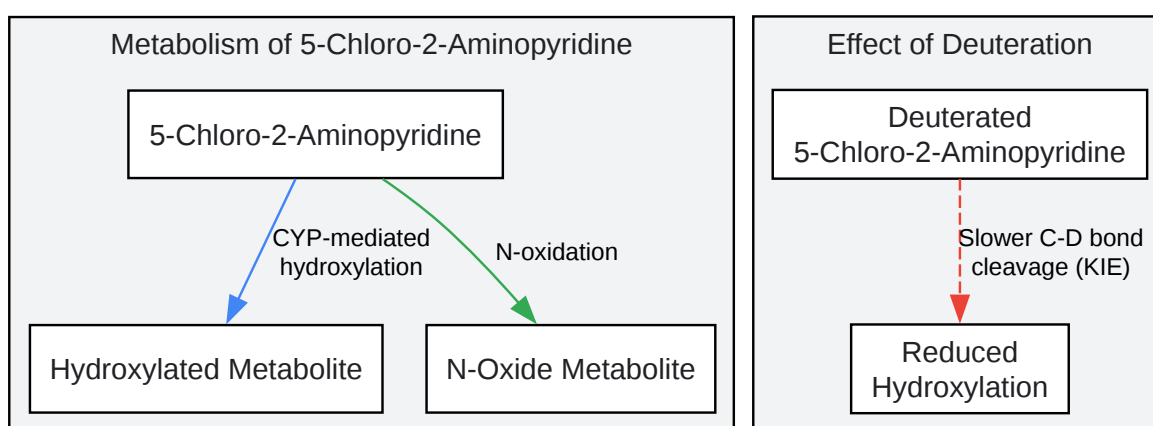 Metabolism of 5-Chloro-2-Aminopyridine
5-Chloro-2-Aminopyridine
CYP-mediated
hydroxylation
N-oxidation
Hydroxylated Metabolite
N-Oxide Metabolite
Effect of Deuteration
Deuterated
5-Chloro-2-Aminopyridine
Slower C-D bond
cleavage (KIE)
Reduced
Hydroxylation